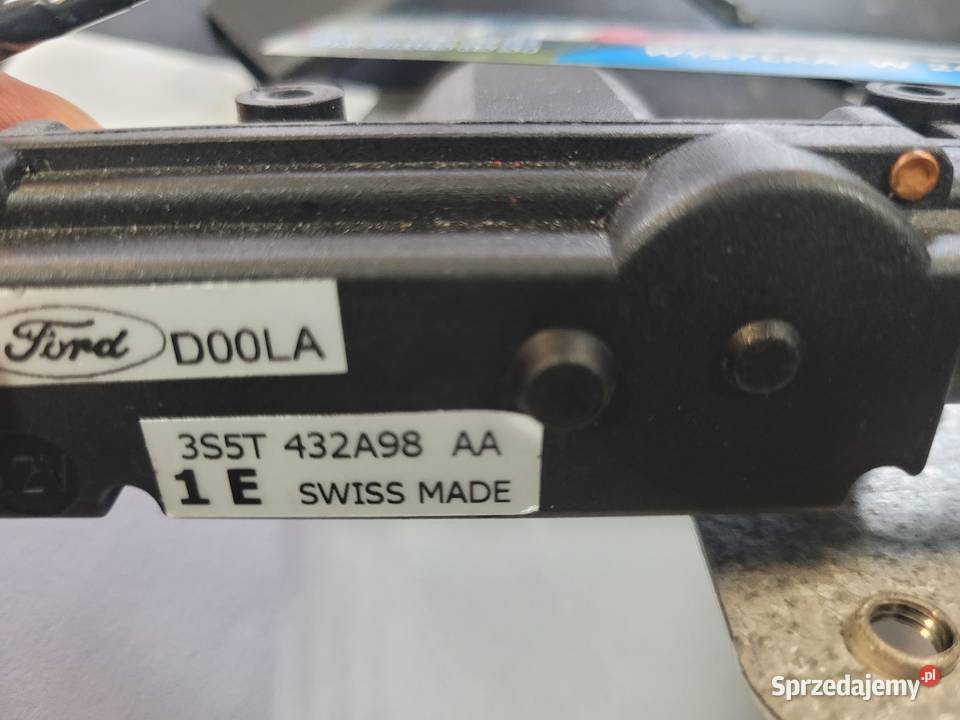 Ford D00LA
3S5T 432A98 AA
1 E SWISS MADE
Sprzedajemy.pl